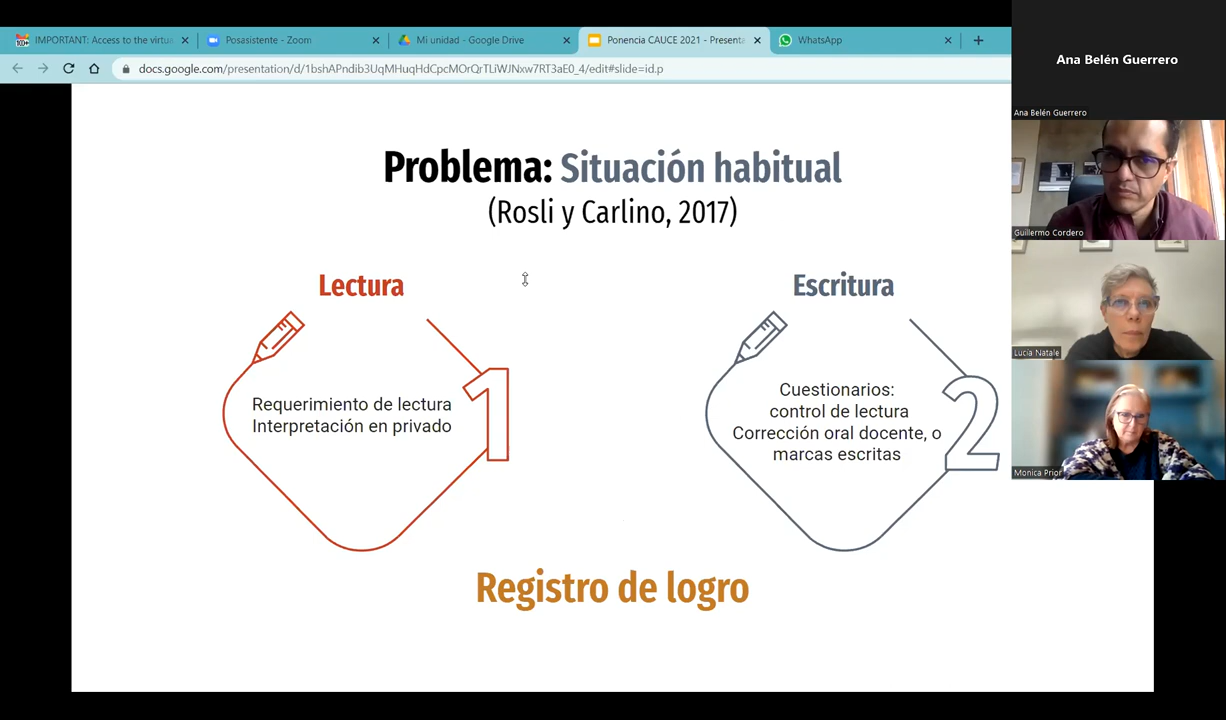 IMPORTANT: Access to the virtu
Posasistente - Zoom
Mi unidad - Google Drive
Ponencia CAUCE 2021 - Presenta
WhatsApp
docs.google.com/presentation/d/1bshAPndib3UqMHuqHdCpcMOrQrTLiWJNxw7RT3aE0_4/edit#slide=id.p
Problema: Situación habitual
(Rosli y Carlino, 2017)
Lectura
Requerimiento de lectura
Interpretación en privado
1
Escritura
Cuestionarios:
control de lectura
Corrección oral docente, o
marcas escritas
2
Registro de logro
Ana Belén Guerrero
Ana Belén Guerrero
Guillermo Cordero
Lucía Natale
Monica Prior